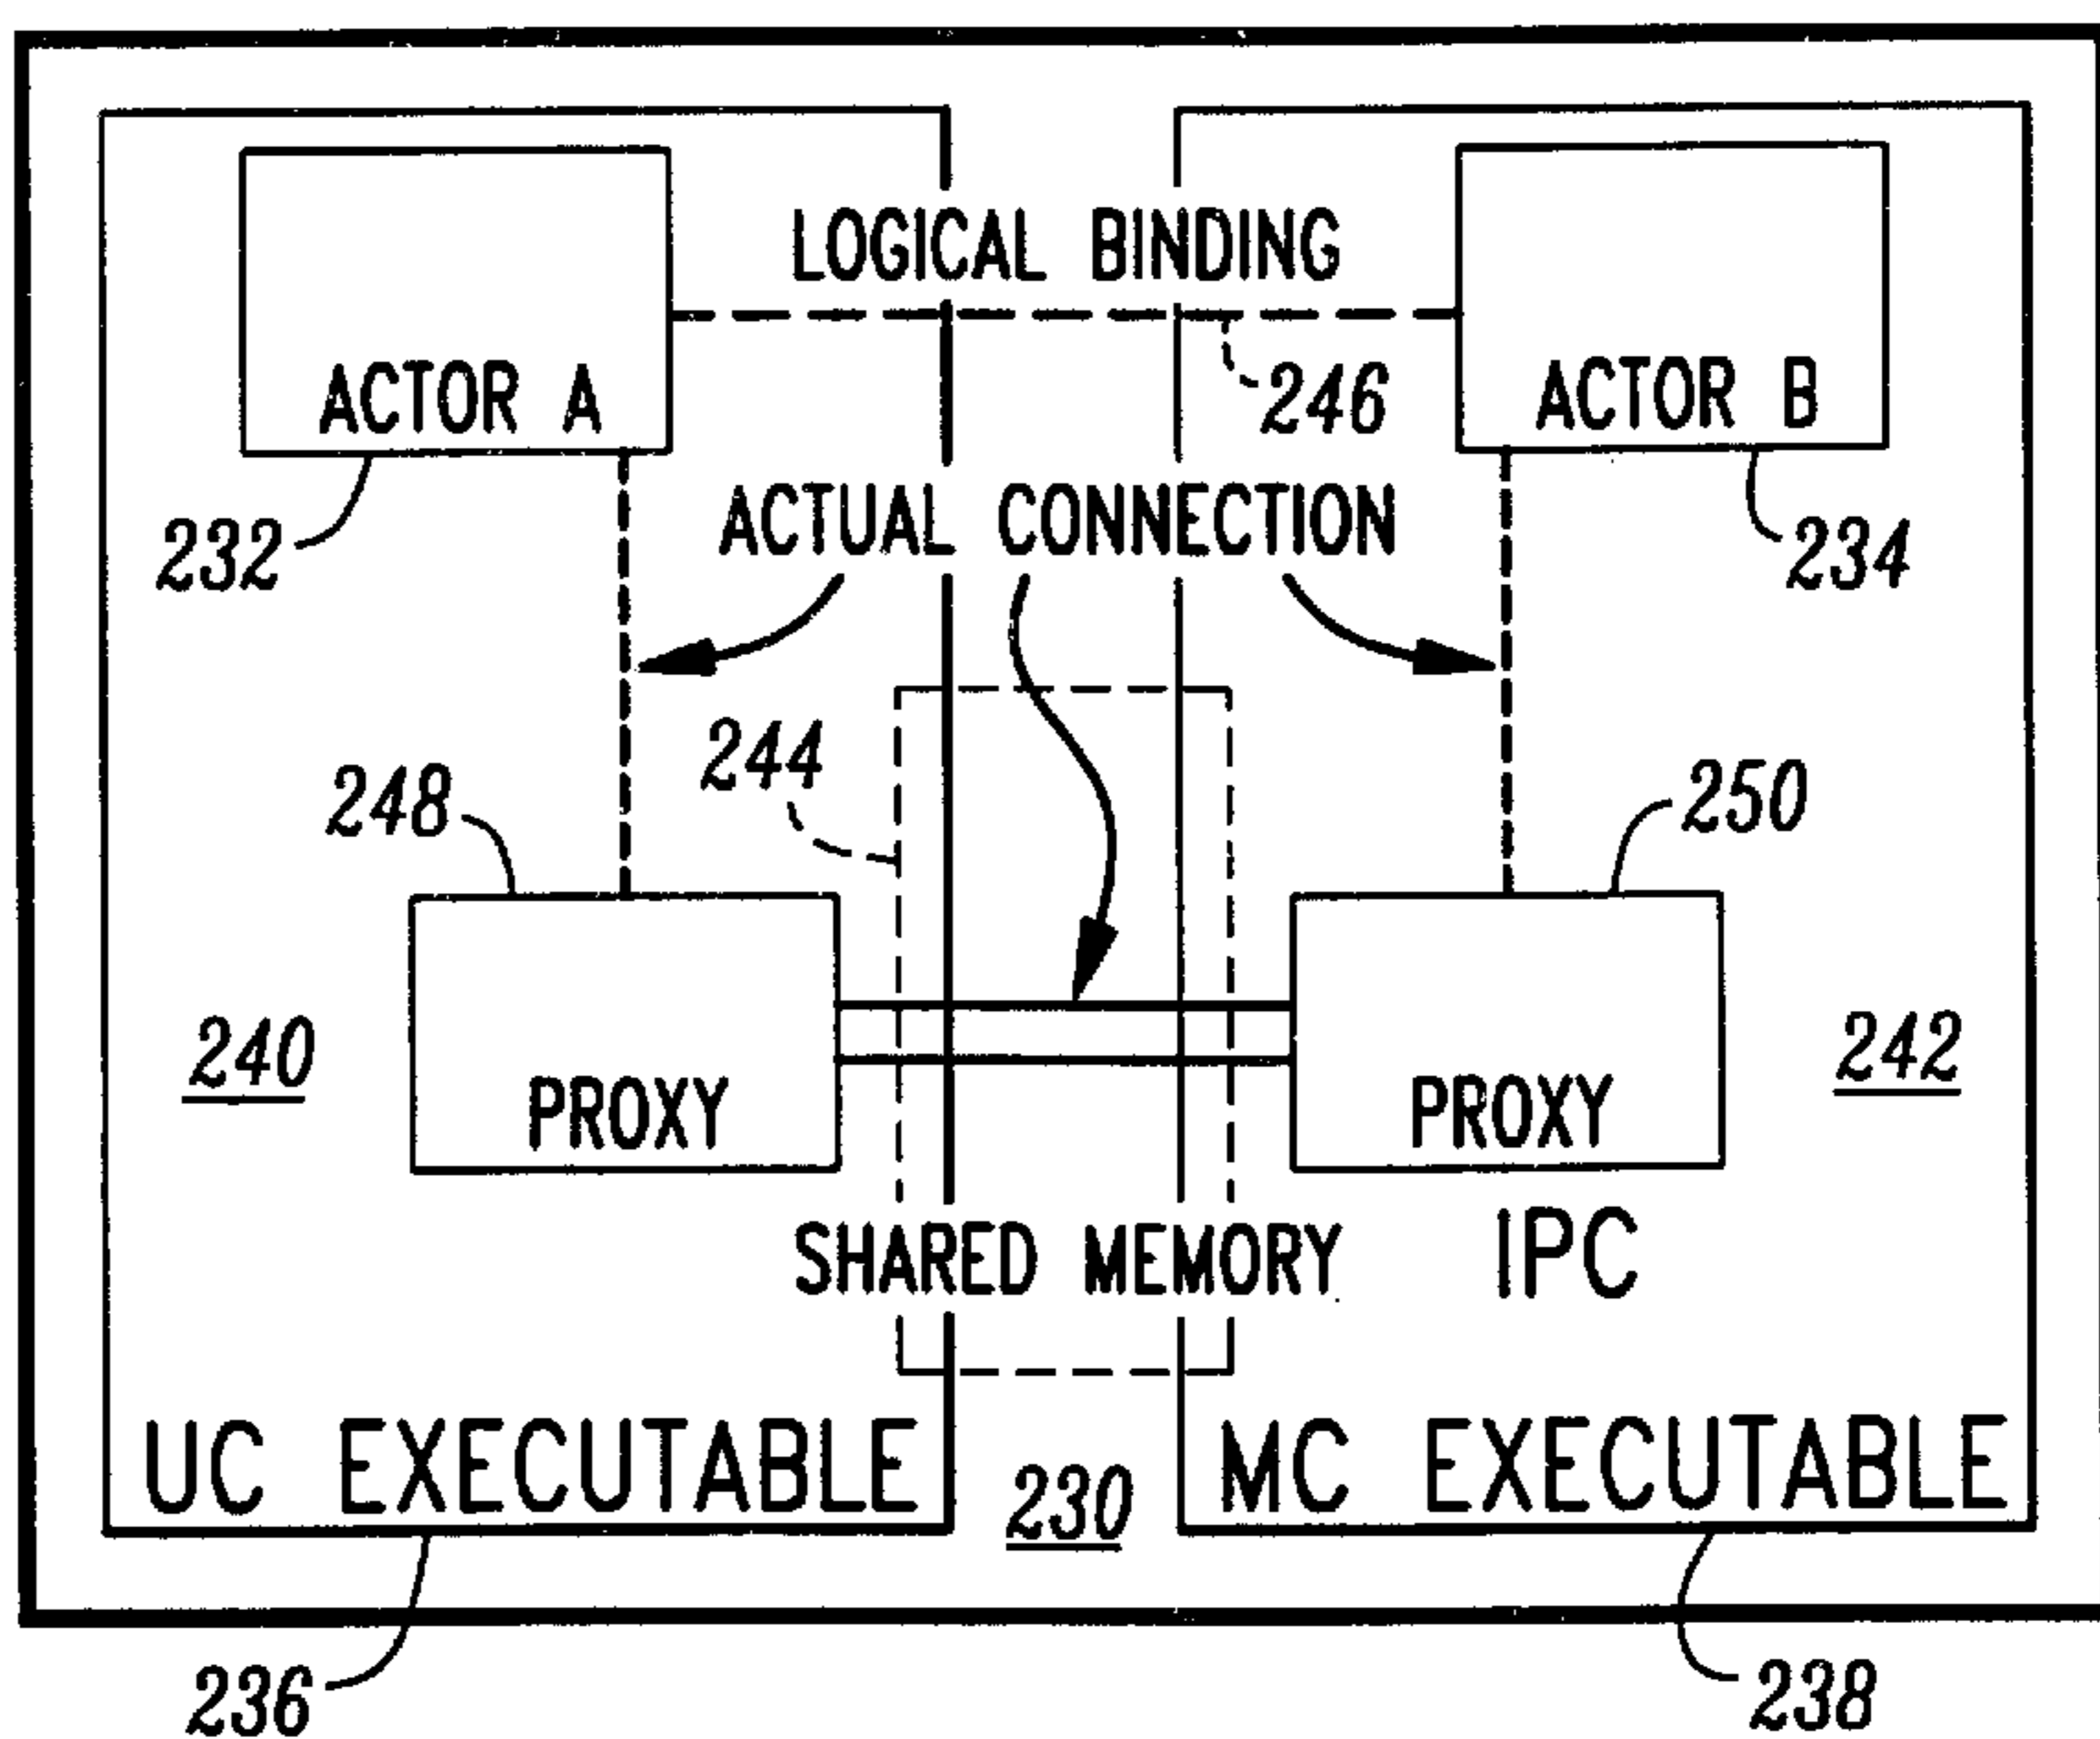 LOGICAL BINDING
ACTOR A
246
ACTOR B
232
ACTUAL CONNECTION
234
244
248
250
240
PROXY
PROXY
242
SHARED MEMORY
IPC
UC EXECUTABLE
230
MC EXECUTABLE
236
238